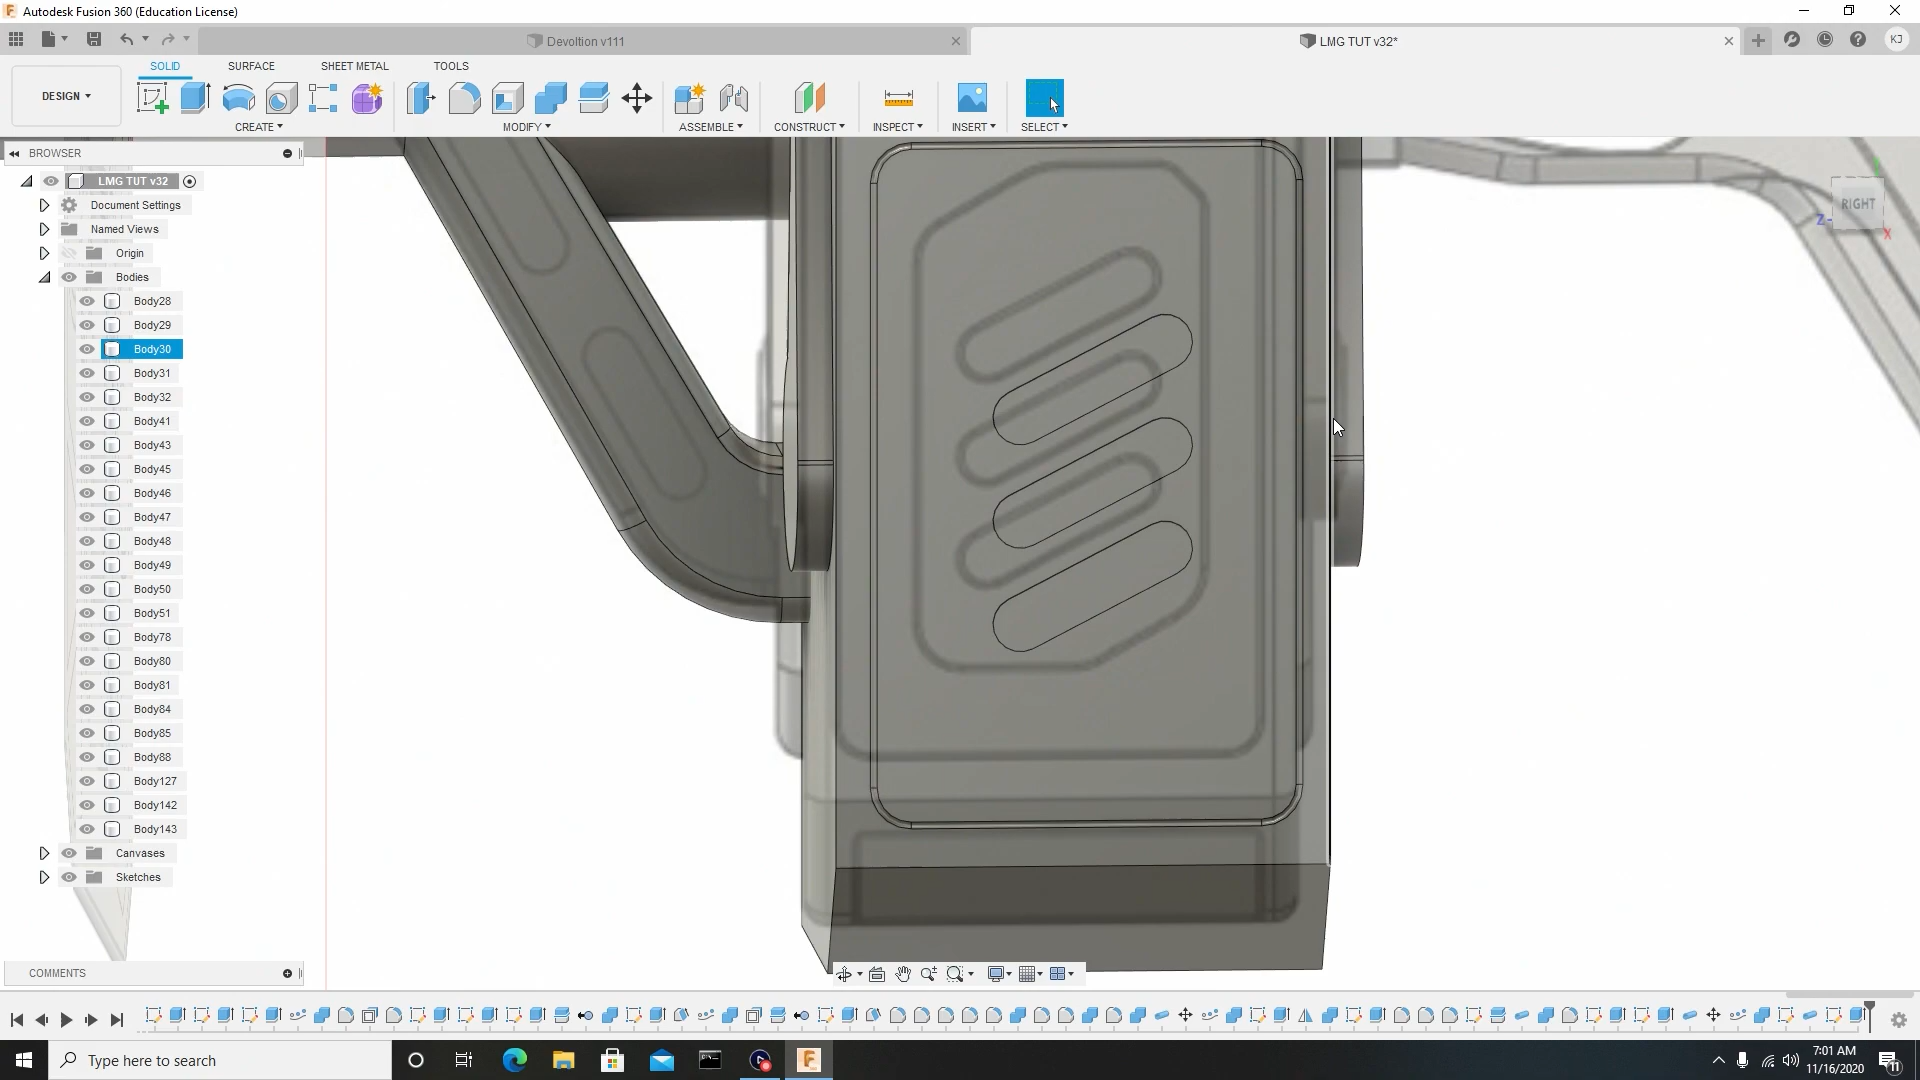 Autodesk Fusion 360 (Education License)
Devoltion v111
LMG TUT v32*
KJ
DESIGN
SOLID
SURFACE
SHEET METAL
TOOLS
CREATE
MODIFY
ASSEMBLE
CONSTRUCT
INSPECT
INSERT
SELECT
BROWSER
LMG TUT v32
Document Settings
Named Views
Origin
Bodies
Body28
Body29
Body30
Body31
Body32
Body41
Body43
Body45
Body46
Body47
Body48
Body49
Body50
Body51
Body78
Body80
Body81
Body84
Body85
Body88
Body127
Body142
Body143
Canvases
Sketches
COMMENTS
RIGHT
Z
X
Type here to search
7:01 AM
11/16/2020
11